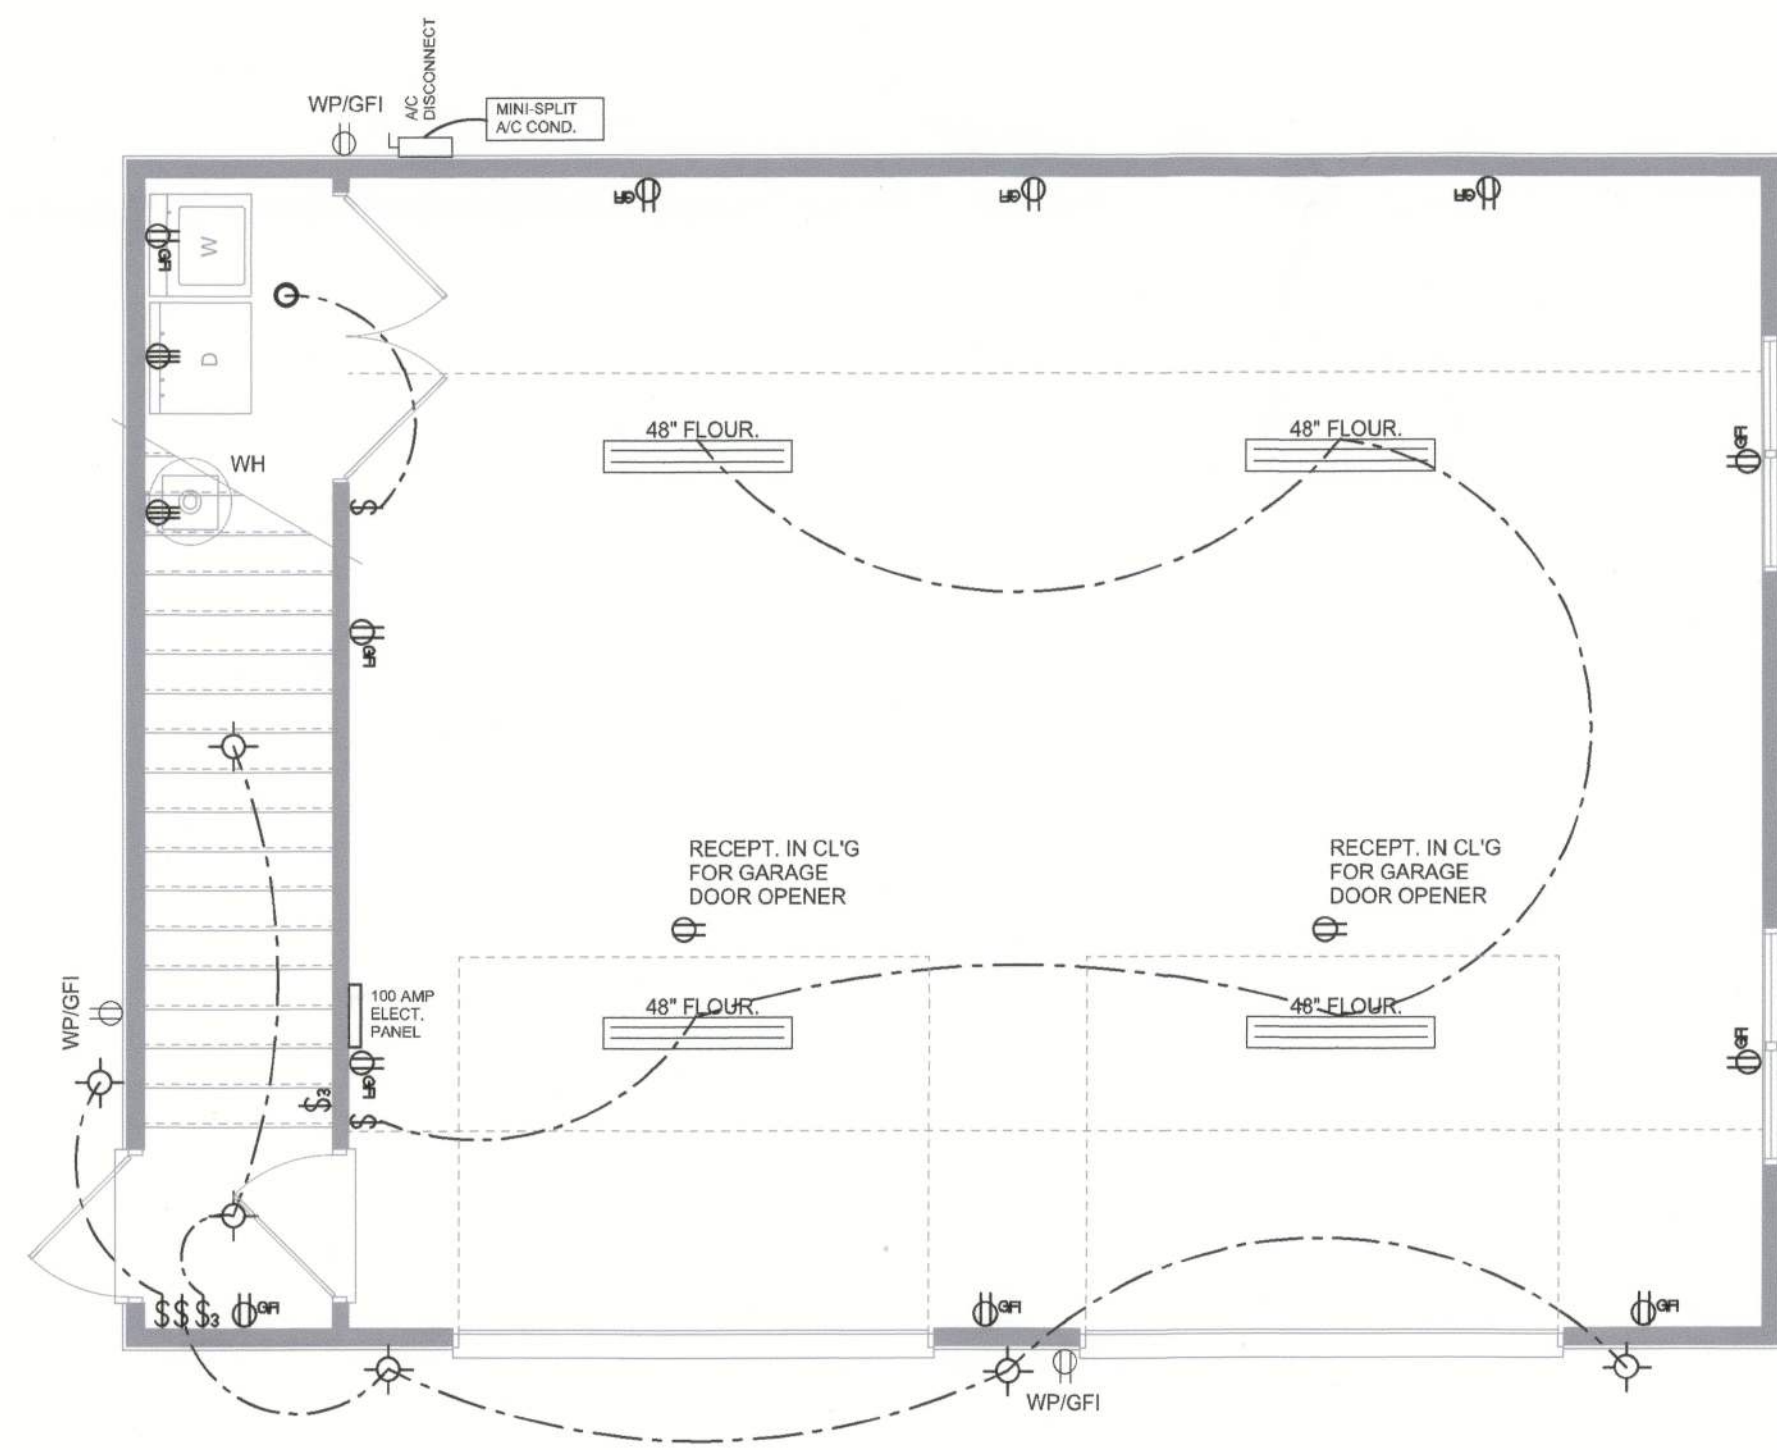 A/C
DISCONNECT
WP/GFI
MINI-SPLIT
A/C COND.
GFI
GFI
GFI
GFI
W
D
48" FLOUR.
48" FLOUR.
GFI
WH
$
GFI
RECEPT. IN CL'G
FOR GARAGE
DOOR OPENER
RECEPT. IN CL'G
FOR GARAGE
DOOR OPENER
WP/GFI
100 AMP
ELECT.
PANEL
48" FLOUR.
48" FLOUR.
GFI
GFI
$3
$
$ $ $3
GFI
GFI
GFI
WP/GFI